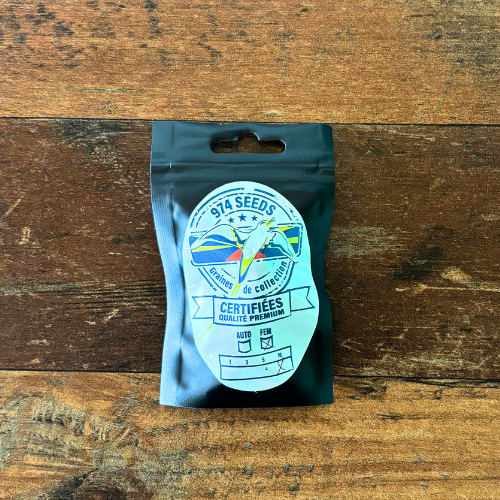 974 SEEDS
Graines de collection
CERTIFIÉES
QUALITÉ PREMIUM
AUTO FEM
1 3 5 10